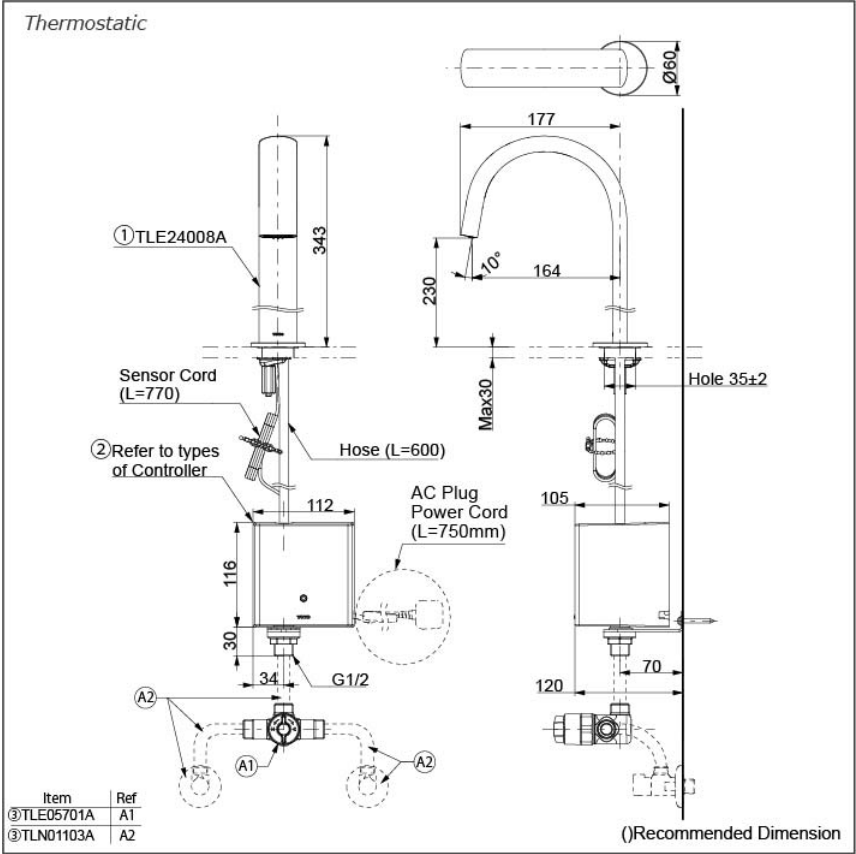 Thermostatic
Ø60
177
①TLE24008A
343
230
10°
164
Sensor Cord
(L=770)
Max30
Hole 35±2
②Refer to types
of Controller
Hose (L=600)
AC Plug
Power Cord
(L=750mm)
112
105
116
30
34
G1/2
70
120
A2
A1
A2
Item Ref
③TLE05701A A1
③TLN01103A A2
()Recommended Dimension